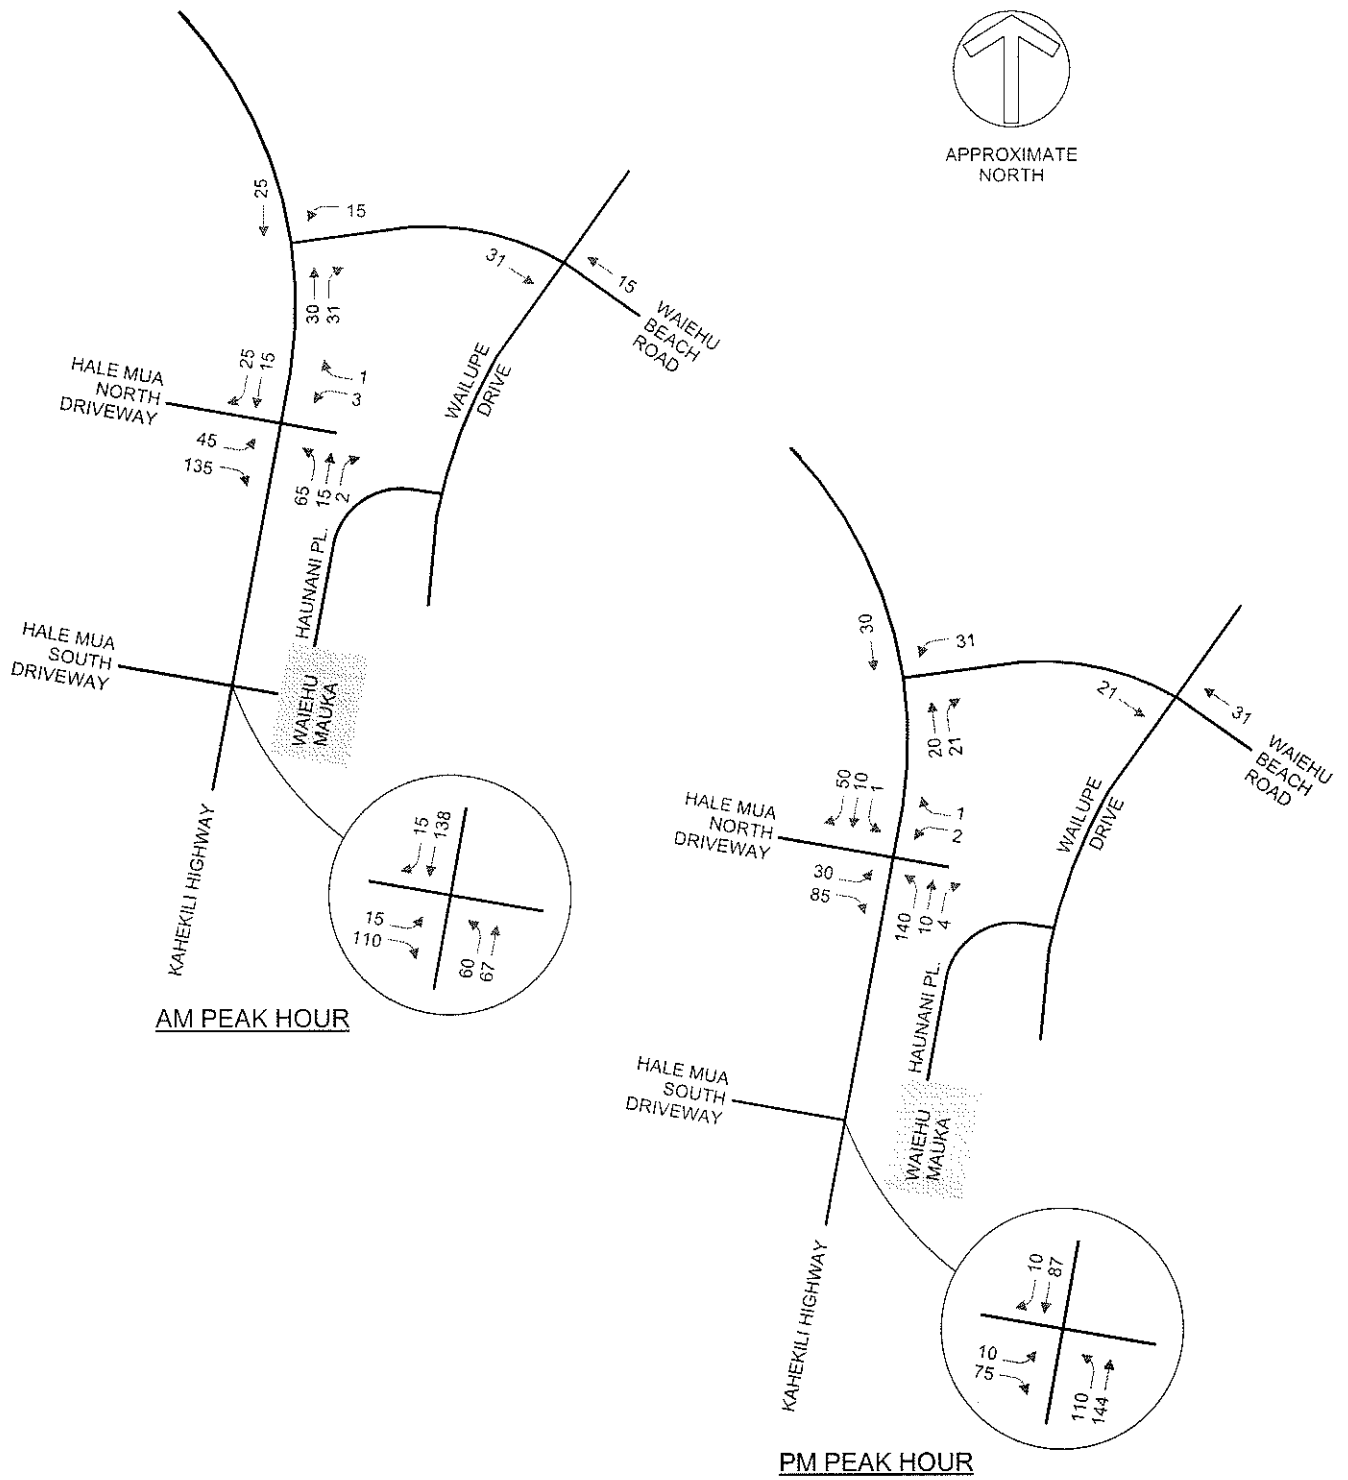 APPROXIMATE
NORTH
25
15
31
15
30
31
WAIEHU
BEACH
ROAD
WAILUPE
DRIVE
HALE MUA
NORTH
DRIVEWAY
25
15
1
3
45
135
65
15
2
HAUNANI PL.
HALE MUA
SOUTH
DRIVEWAY
WAIEHU
MAUKA
KAHEKILI HIGHWAY
15
138
15
110
60
67
AM PEAK HOUR
30
31
21
31
20
21
WAIEHU
BEACH
ROAD
WAILUPE
DRIVE
HALE MUA
NORTH
DRIVEWAY
50
10
1
1
2
30
85
140
10
4
HAUNANI PL.
HALE MUA
SOUTH
DRIVEWAY
WAIEHU
MAUKA
KAHEKILI HIGHWAY
10
87
10
75
110
144
PM PEAK HOUR